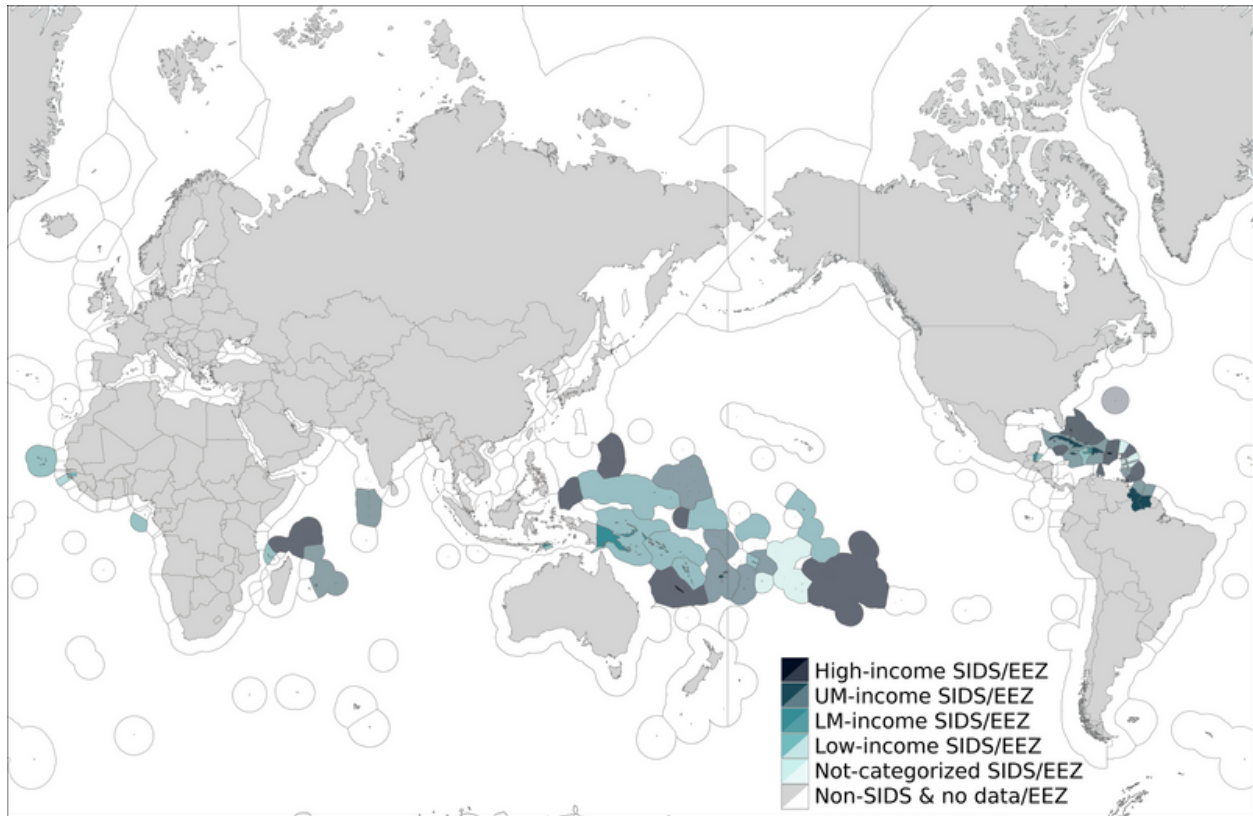 High-income SIDS/EEZ
UM-income SIDS/EEZ
LM-income SIDS/EEZ
Low-income SIDS/EEZ
Not-categorized SIDS/EEZ
Non-SIDS & no data/EEZ